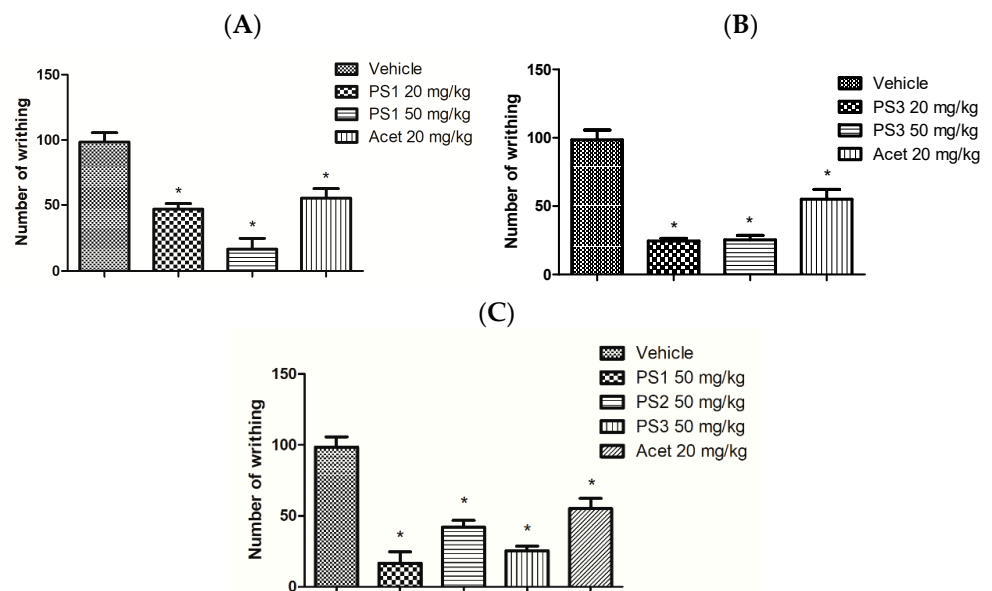 (A)
Number of writhing
150
100
50
0
*
*
*
Vehicle
PS1 20 mg/kg
PS1 50 mg/kg
Acet 20 mg/kg
(B)
Number of writhing
150
100
50
0
*
*
*
Vehicle
PS3 20 mg/kg
PS3 50 mg/kg
Acet 20 mg/kg
(C)
Number of writhing
150
100
50
0
*
*
*
*
Vehicle
PS1 50 mg/kg
PS2 50 mg/kg
PS3 50 mg/kg
Acet 20 mg/kg